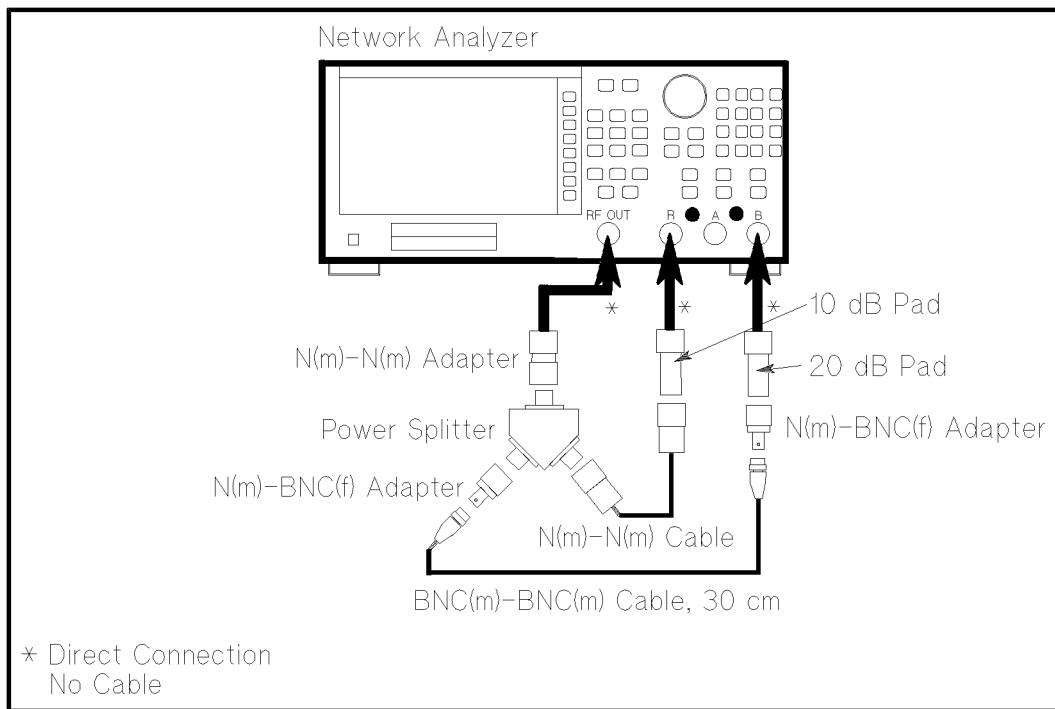 Network Analyzer
RF OUT
R
A
B
*
*
*
10 dB Pad
N(m)-N(m) Adapter
20 dB Pad
Power Splitter
N(m)-BNC(f) Adapter
N(m)-BNC(f) Adapter
N(m)-N(m) Cable
BNC(m)-BNC(m) Cable, 30 cm
* Direct Connection
No Cable